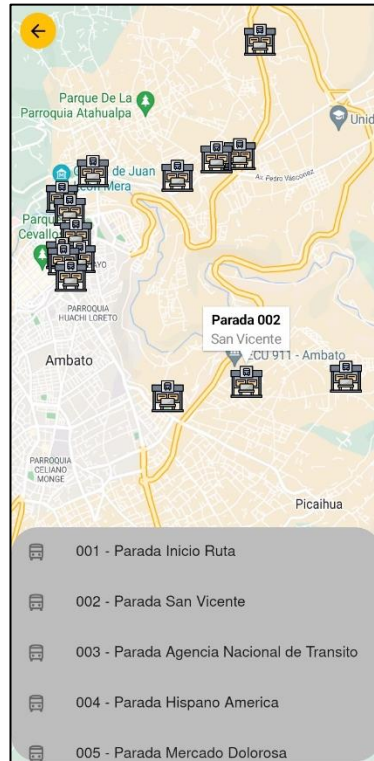 Parque De La
Parroquia Atahualpa
Unid
de Juan
Mera
Av. Pedro Vásconez
Parque
Cevallos
PARROQUIA
HUACHI LORETO
Parada 002
San Vicente
Ambato
ECU 911 - Ambato
PARROQUIA
CELIANO
MONGE
Picaihua
001 - Parada Inicio Ruta
002 - Parada San Vicente
003 - Parada Agencia Nacional de Transito
004 - Parada Hispano America
005 - Parada Mercado Dolorosa